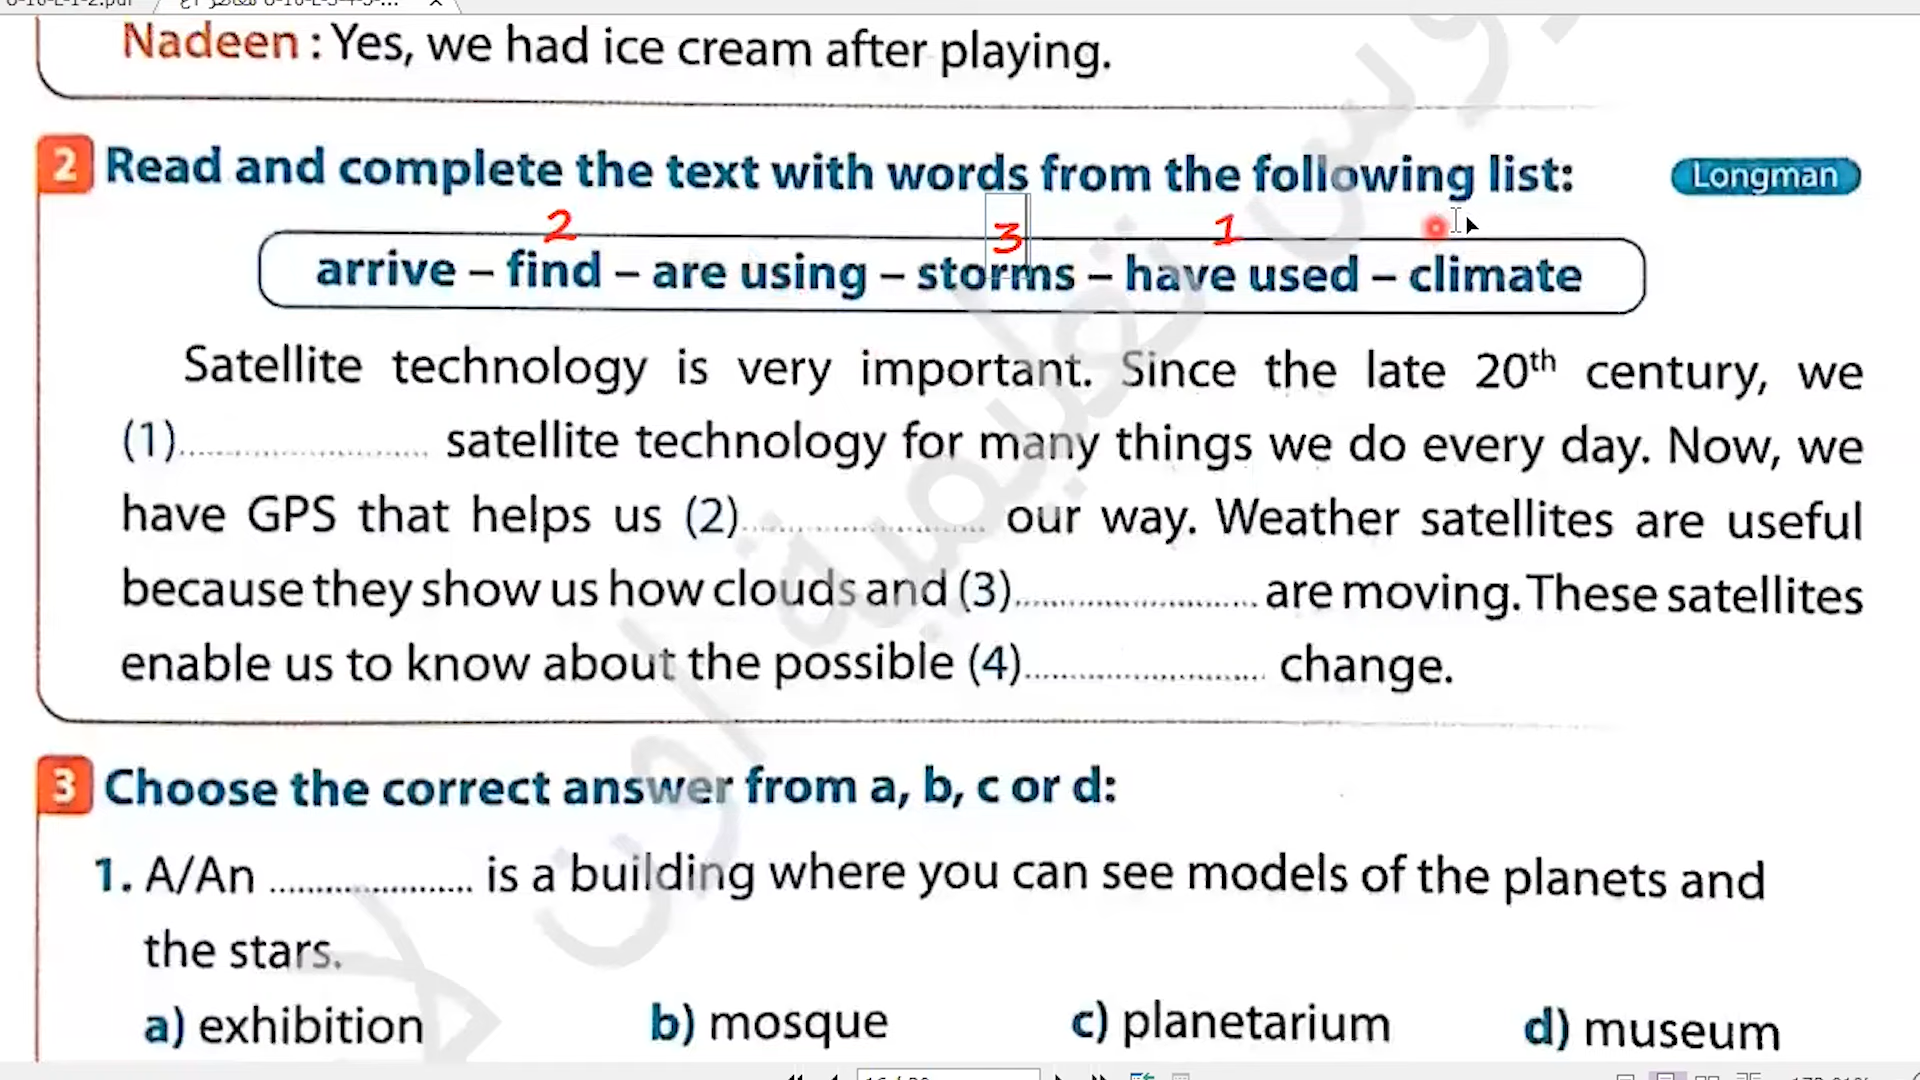 Nadeen : Yes, we had ice cream after playing.
2 Read and complete the text with words from the following list:
Longman
2 3 1
arrive – find – are using – storms – have used – climate
Satellite technology is very important. Since the late 20th century, we
(1)........................ satellite technology for many things we do every day. Now, we
have GPS that helps us (2)........................ our way. Weather satellites are useful
because they show us how clouds and (3)........................ are moving. These satellites
enable us to know about the possible (4)........................ change.
3 Choose the correct answer from a, b, c or d:
1. A/An .................... is a building where you can see models of the planets and
the stars.
a) exhibition b) mosque c) planetarium d) museum